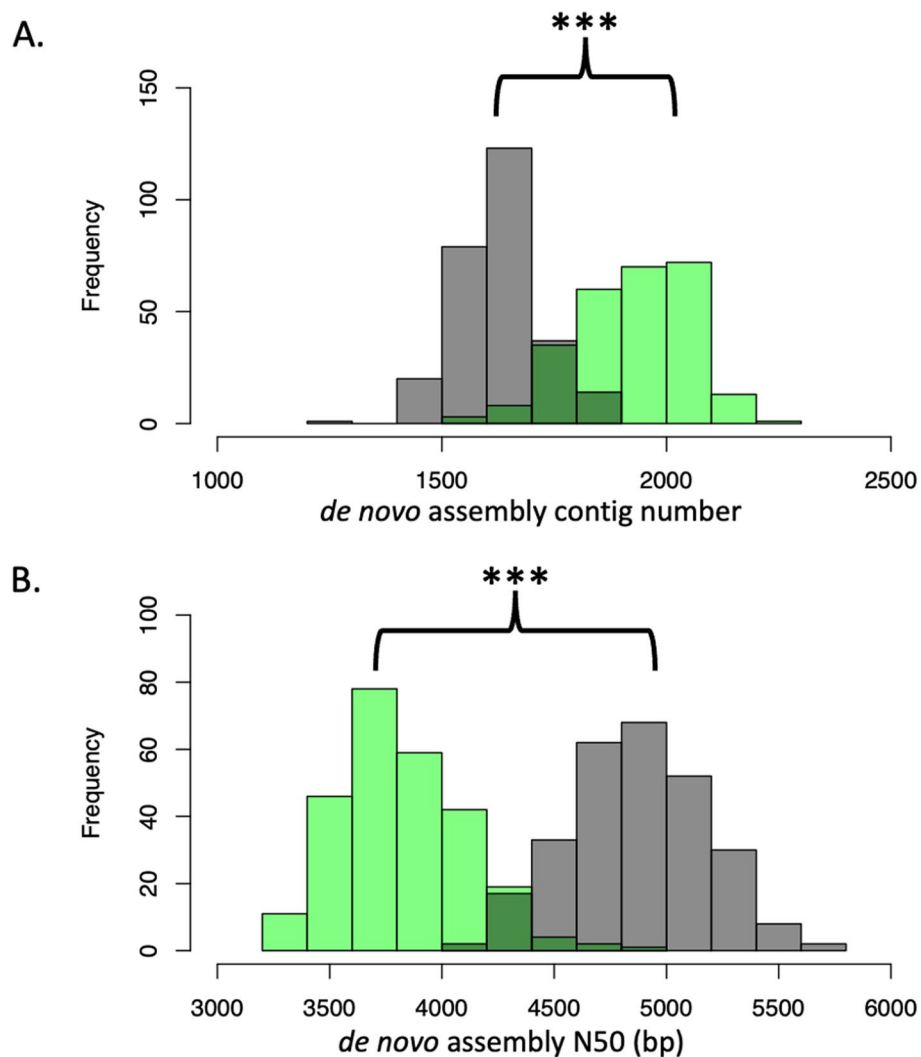 A.
***
150
100
50
0
Frequency
1000 1500 2000 2500
de novo assembly contig number
B.
***
100
80
60
40
20
0
Frequency
3000 3500 4000 4500 5000 5500 6000
de novo assembly N50 (bp)